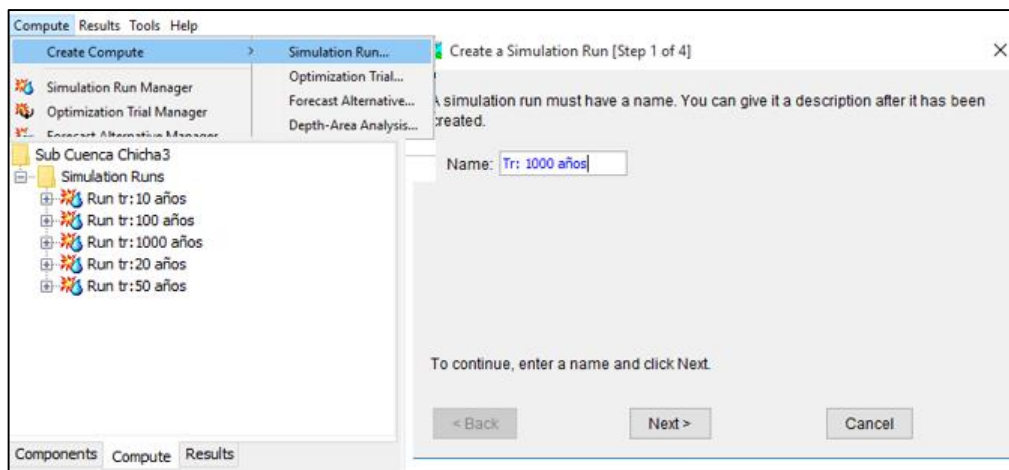 Compute Results Tools Help
Create Compute >
Simulation Run Manager
Optimization Trial Manager
Forecast Alternative Manager
Simulation Run...
Optimization Trial...
Forecast Alternative...
Depth-Area Analysis...
Sub Cuenca Chicha3
Simulation Runs
Run tr:10 años
Run tr:100 años
Run tr:1000 años
Run tr:20 años
Run tr:50 años
Components Compute Results
Create a Simulation Run [Step 1 of 4]
A simulation run must have a name. You can give it a description after it has been
created.
Name: Tr: 1000 años
To continue, enter a name and click Next.
< Back Next > Cancel